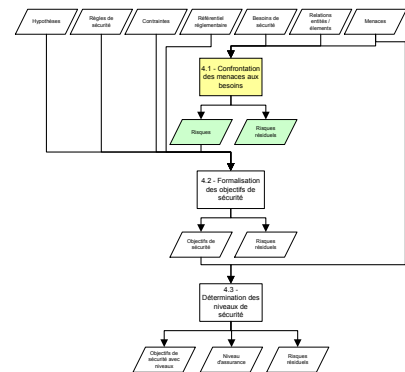 Hypothèses
Règles de
sécurité
Contraintes
Référentiel
réglementaire
Besoins de
sécurité
Relations
entités /
élements
Menaces
4.1 - Confrontation
des menaces aux
besoins
Risques
Risques
résiduels
4.2 - Formalisation
des objectifs de
sécurité
Objectifs de
sécurité
Risques
résiduels
4.3 -
Détermination des
niveaux de
sécurité
Objectifs de
sécurité avec
niveaux
Niveau
d'assurance
Risques
résiduels